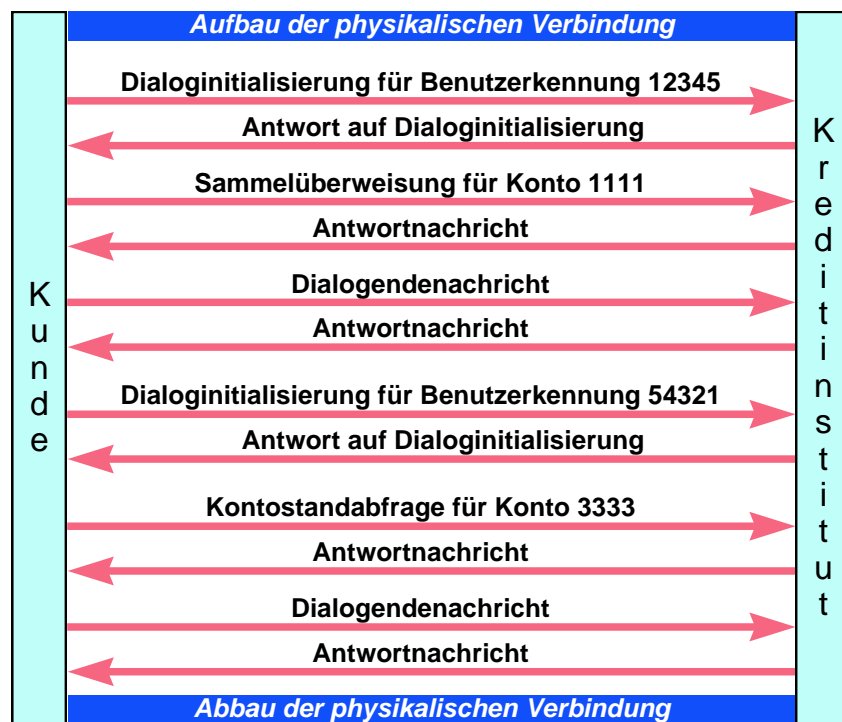 Aufbau der physikalischen Verbindung
Dialoginitialisierung für Benutzerkennung 12345
Antwort auf Dialoginitialisierung
Sammelüberweisung für Konto 1111
Antwortnachricht
Dialogendenachricht
Antwortnachricht
Dialoginitialisierung für Benutzerkennung 54321
Antwort auf Dialoginitialisierung
Kontostandabfrage für Konto 3333
Antwortnachricht
Dialogendenachricht
Antwortnachricht
Abbau der physikalischen Verbindung
Kunde
Kreditinstitut